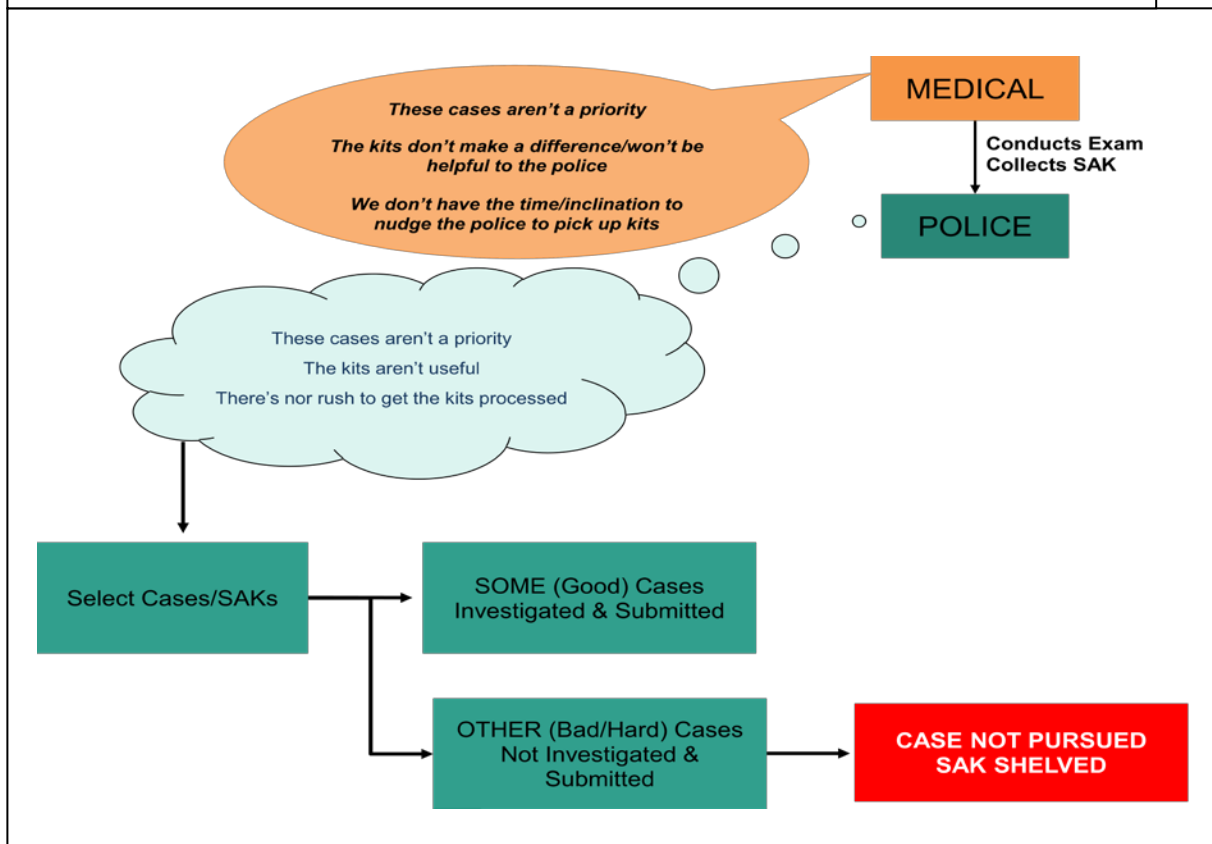 MEDICAL
Conducts Exam
Collects SAK
POLICE
These cases aren’t a priority
The kits don’t make a difference/won’t be
helpful to the police
We don’t have the time/inclination to
nudge the police to pick up kits
These cases aren’t a priority
The kits aren’t useful
There’s nor rush to get the kits processed
Select Cases/SAKs
SOME (Good) Cases
Investigated & Submitted
OTHER (Bad/Hard) Cases
Not Investigated &
Submitted
CASE NOT PURSUED
SAK SHELVED